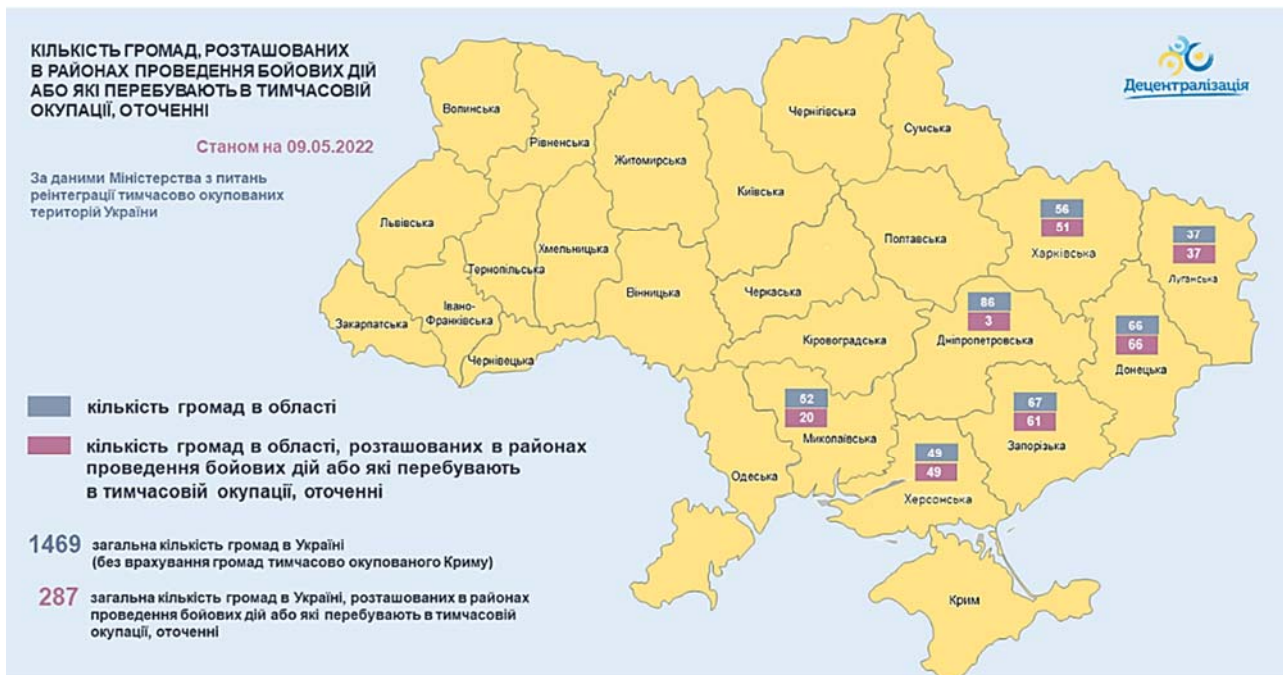 КІЛЬКІСТЬ ГРОМАД, РОЗТАШОВАНИХ
В РАЙОНАХ ПРОВЕДЕННЯ БОЙОВИХ ДІЙ
АБО ЯКІ ПЕРЕБУВАЮТЬ В ТИМЧАСОВІЙ
ОКУПАЦІЇ, ОТОЧЕННІ
Станом на 09.05.2022
За даними Міністерства з питань
реінтеграції тимчасово окупованих
територій України
Децентралізація
Волинська
Рівненська
Житомирська
Київська
Чернігівська
Сумська
Львівська
Тернопільська
Хмельницька
Вінницька
Черкаська
Полтавська
56
51
Харківська
37
37
Луганська
Закарпатська
Івано-
Франківська
Чернівецька
Кіровоградська
86
3
Дніпропетровська
66
66
Донецька
52
20
Миколаївська
67
61
Запорізька
Одеська
49
49
Херсонська
Крим
кількість громад в області
кількість громад в області, розташованих в районах
проведення бойових дій або які перебувають
в тимчасовій окупації, оточенні
1469 загальна кількість громад в Україні
(без врахування громад тимчасово окупованого Криму)
287 загальна кількість громад в Україні, розташованих в районах
проведення бойових дій або які перебувають в тимчасовій
окупації, оточенні